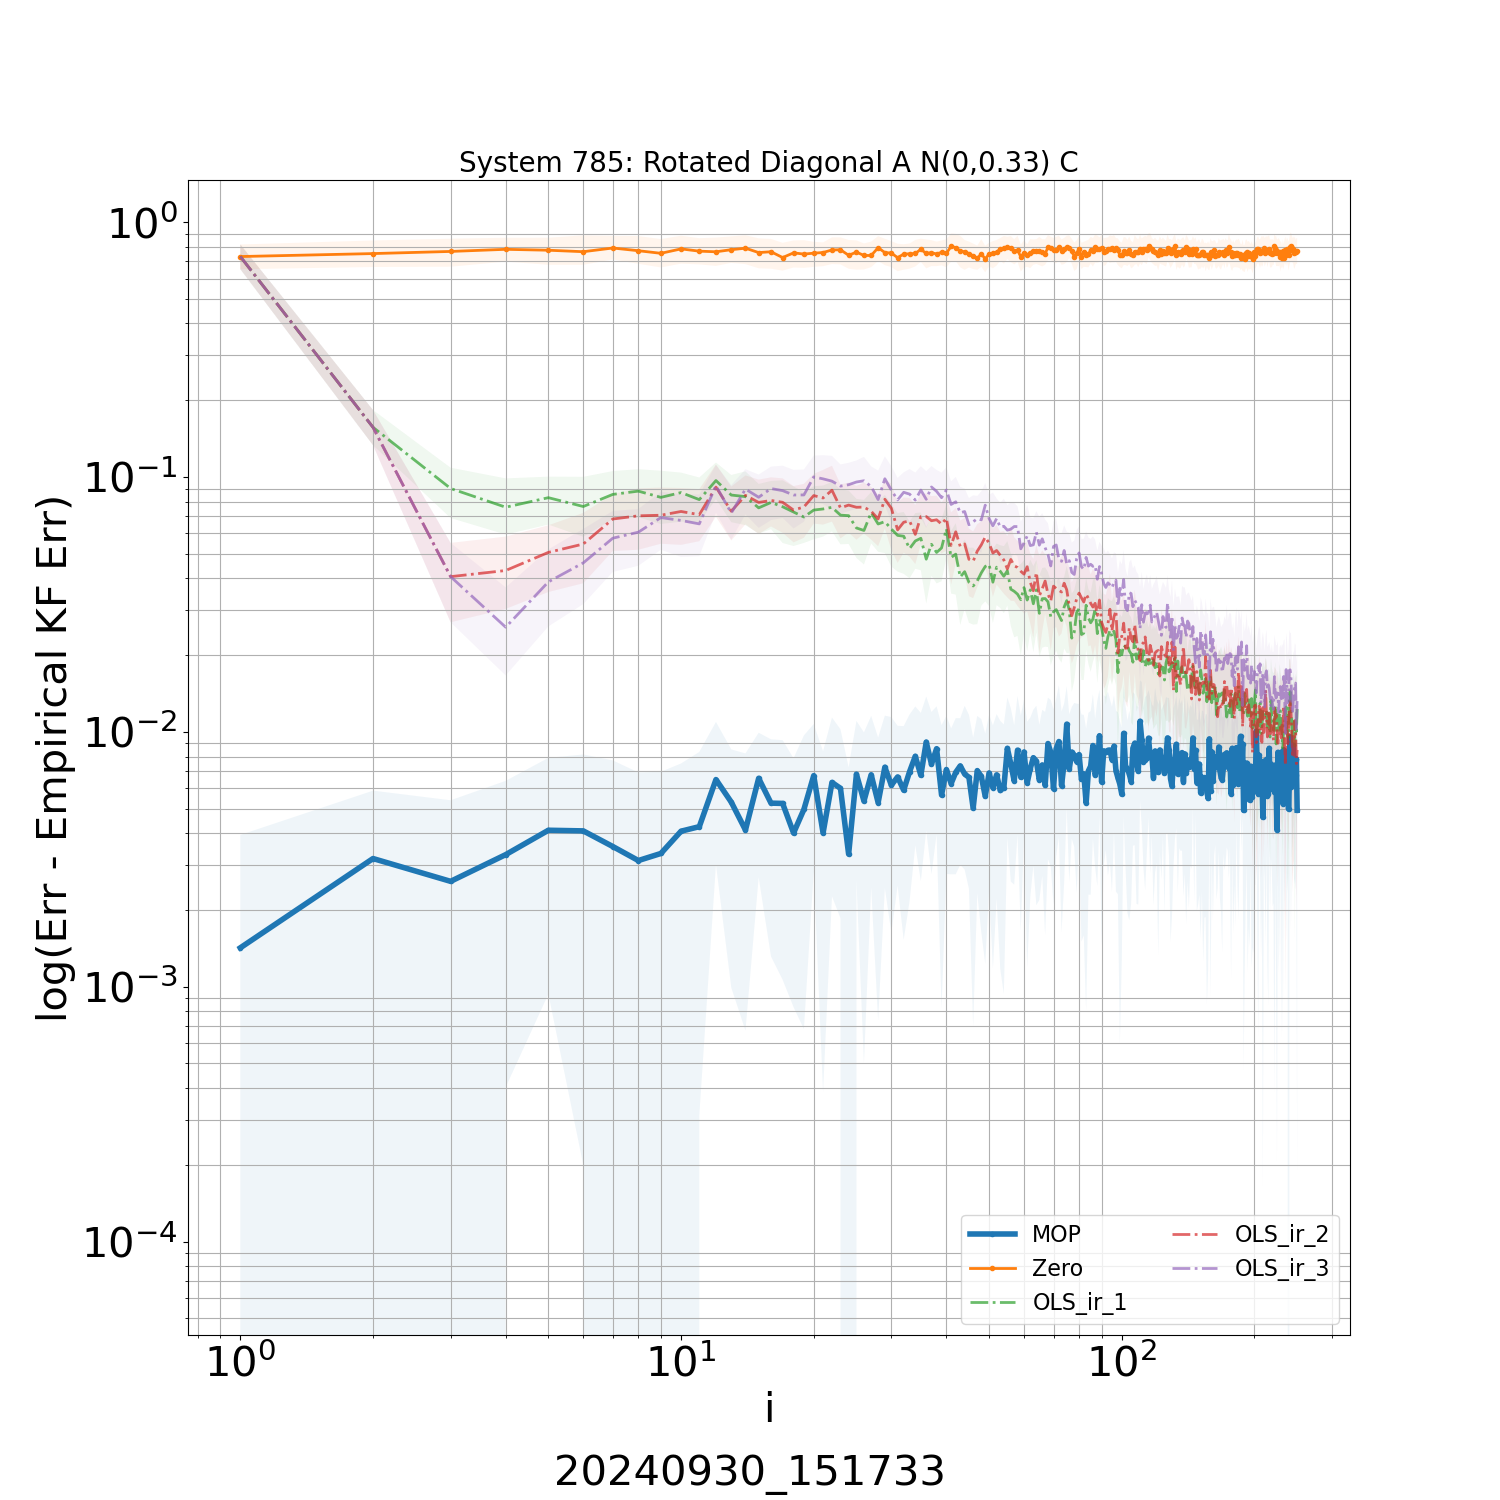 System 785: Rotated Diagonal A N(0,0.33) C
log(Err - Empirical KF Err)
10⁰
10⁻¹
10⁻²
10⁻³
10⁻⁴
MOP
Zero
OLS_ir_1
OLS_ir_2
OLS_ir_3
10⁰ 10¹ 10²
i
20240930_151733